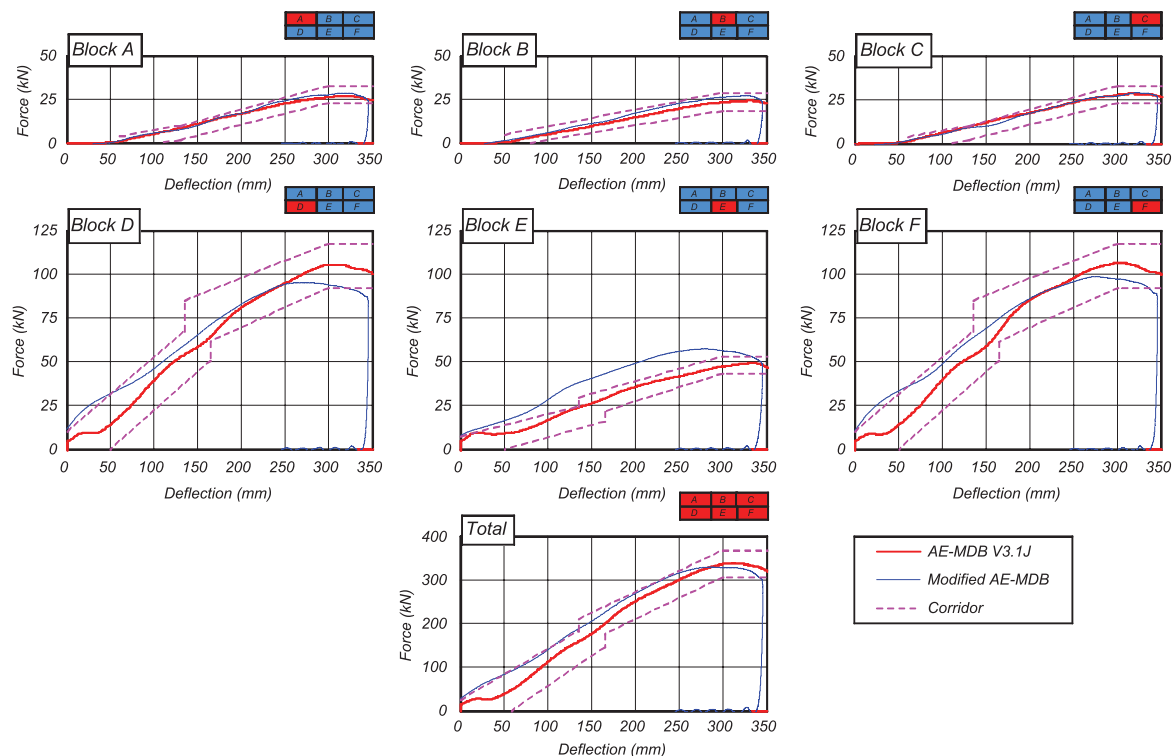 A B C
D E F
A B C
D E F
A B C
D E F
Block A
Block B
Block C
Force (kN)
50
25
0
0 50 100 150 200 250 300 350
Deflection (mm)
Force (kN)
50
25
0
0 50 100 150 200 250 300 350
Deflection (mm)
Force (kN)
50
25
0
0 50 100 150 200 250 300 350
Deflection (mm)
A B C
D E F
A B C
D E F
A B C
D E F
Block D
Block E
Block F
Force (kN)
125
100
75
50
25
0
0 50 100 150 200 250 300 350
Deflection (mm)
Force (kN)
125
100
75
50
25
0
0 50 100 150 200 250 300 350
Deflection (mm)
Force (kN)
125
100
75
50
25
0
0 50 100 150 200 250 300 350
Deflection (mm)
A B C
D E F
Total
Force (kN)
400
300
200
100
0
0 50 100 150 200 250 300 350
Deflection (mm)
AE-MDB V3.1J
Modified AE-MDB
Corridor